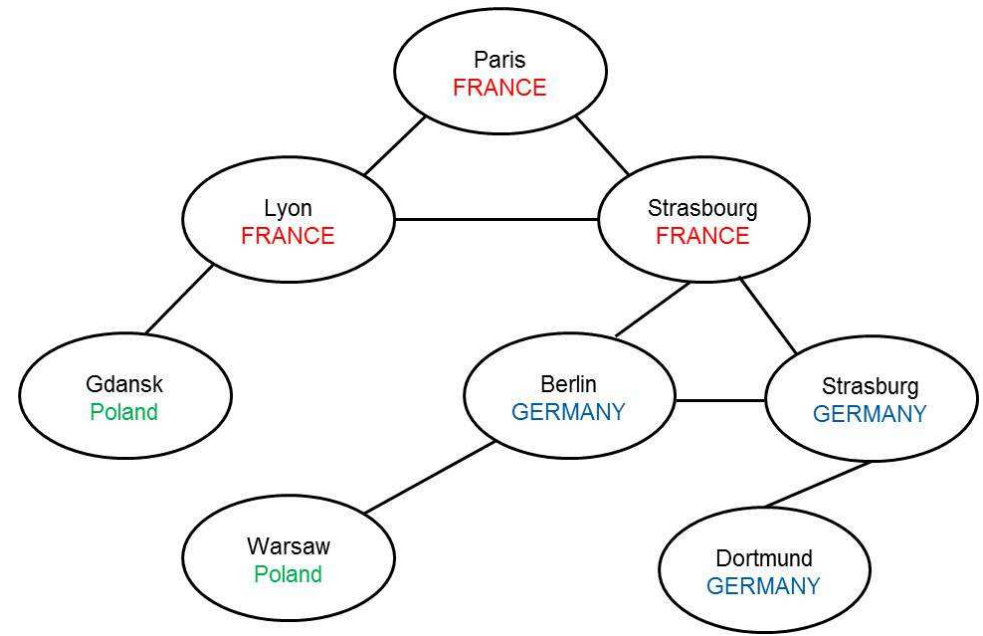 Paris
FRANCE
Lyon
FRANCE
Strasbourg
FRANCE
Gdansk
Poland
Berlin
GERMANY
Strasburg
GERMANY
Warsaw
Poland
Dortmund
GERMANY